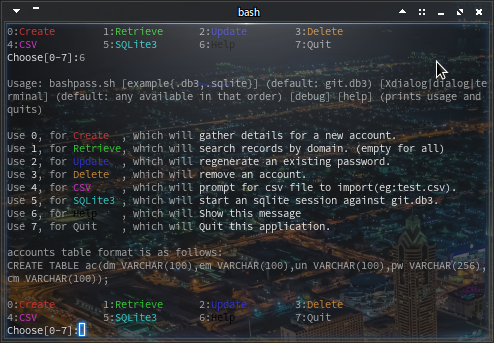 bash
0:Create 1:Retrieve 2:Update 3:Delete
4:CSV 5:SQLite3 6:Help 7:Quit
Choose[0-7]:6
Usage: bashpass.sh [example{.db3,.sqlite}] (default: git.db3) [Xdialog|dialog|te
rminal] (default: any available in that order) [debug] [help] (prints usage and
quits)
Use 0, for Create , which will gather details for a new account.
Use 1, for Retrieve, which will search records by domain. (empty for all)
Use 2, for Update , which will regenerate an existing password.
Use 3, for Delete , which will remove an account.
Use 4, for CSV , which will prompt for csv file to import(eg:test.csv).
Use 5, for SQLite3 , which will start an sqlite session against git.db3.
Use 6, for Help , which will Show this message
Use 7, for Quit , which will Quit this application.
accounts table format is as follows:
CREATE TABLE ac(dm VARCHAR(100),em VARCHAR(100),un VARCHAR(100),pw VARCHAR(256),
cm VARCHAR(100));
0:Create 1:Retrieve 2:Update 3:Delete
4:CSV 5:SQLite3 6:Help 7:Quit
Choose[0-7]: